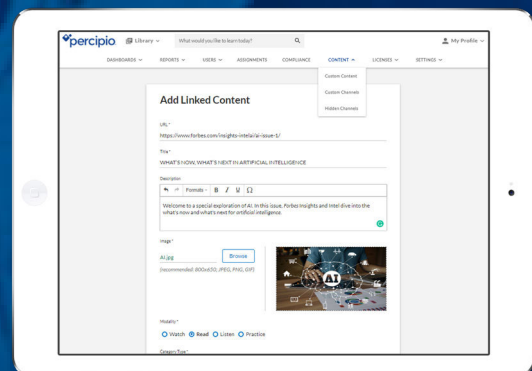 percipio. Library What would you like to learn today? My Profile
DASHBOARDS REPORTS USERS ASSIGNMENTS COMPLIANCE CONTENT LICENSES SETTINGS
Custom Content
Custom Channels
Hidden Channels
Add Linked Content
URL*
https://www.forbes.com/insights-intelai/ai-issue-1/
Title*
WHAT'S NOW, WHAT'S NEXT IN ARTIFICIAL INTELLIGENCE
Description
Formats B I U Ω
Welcome to a special exploration of AI. In this issue, Forbes Insights and Intel dive into the
what's now and what's next for artificial intelligence.
Image*
AI.jpg Browse
(recommended: 800x650, JPEG, PNG, GIF)
AI
Modality*
Watch Read Listen Practice
Category Type*